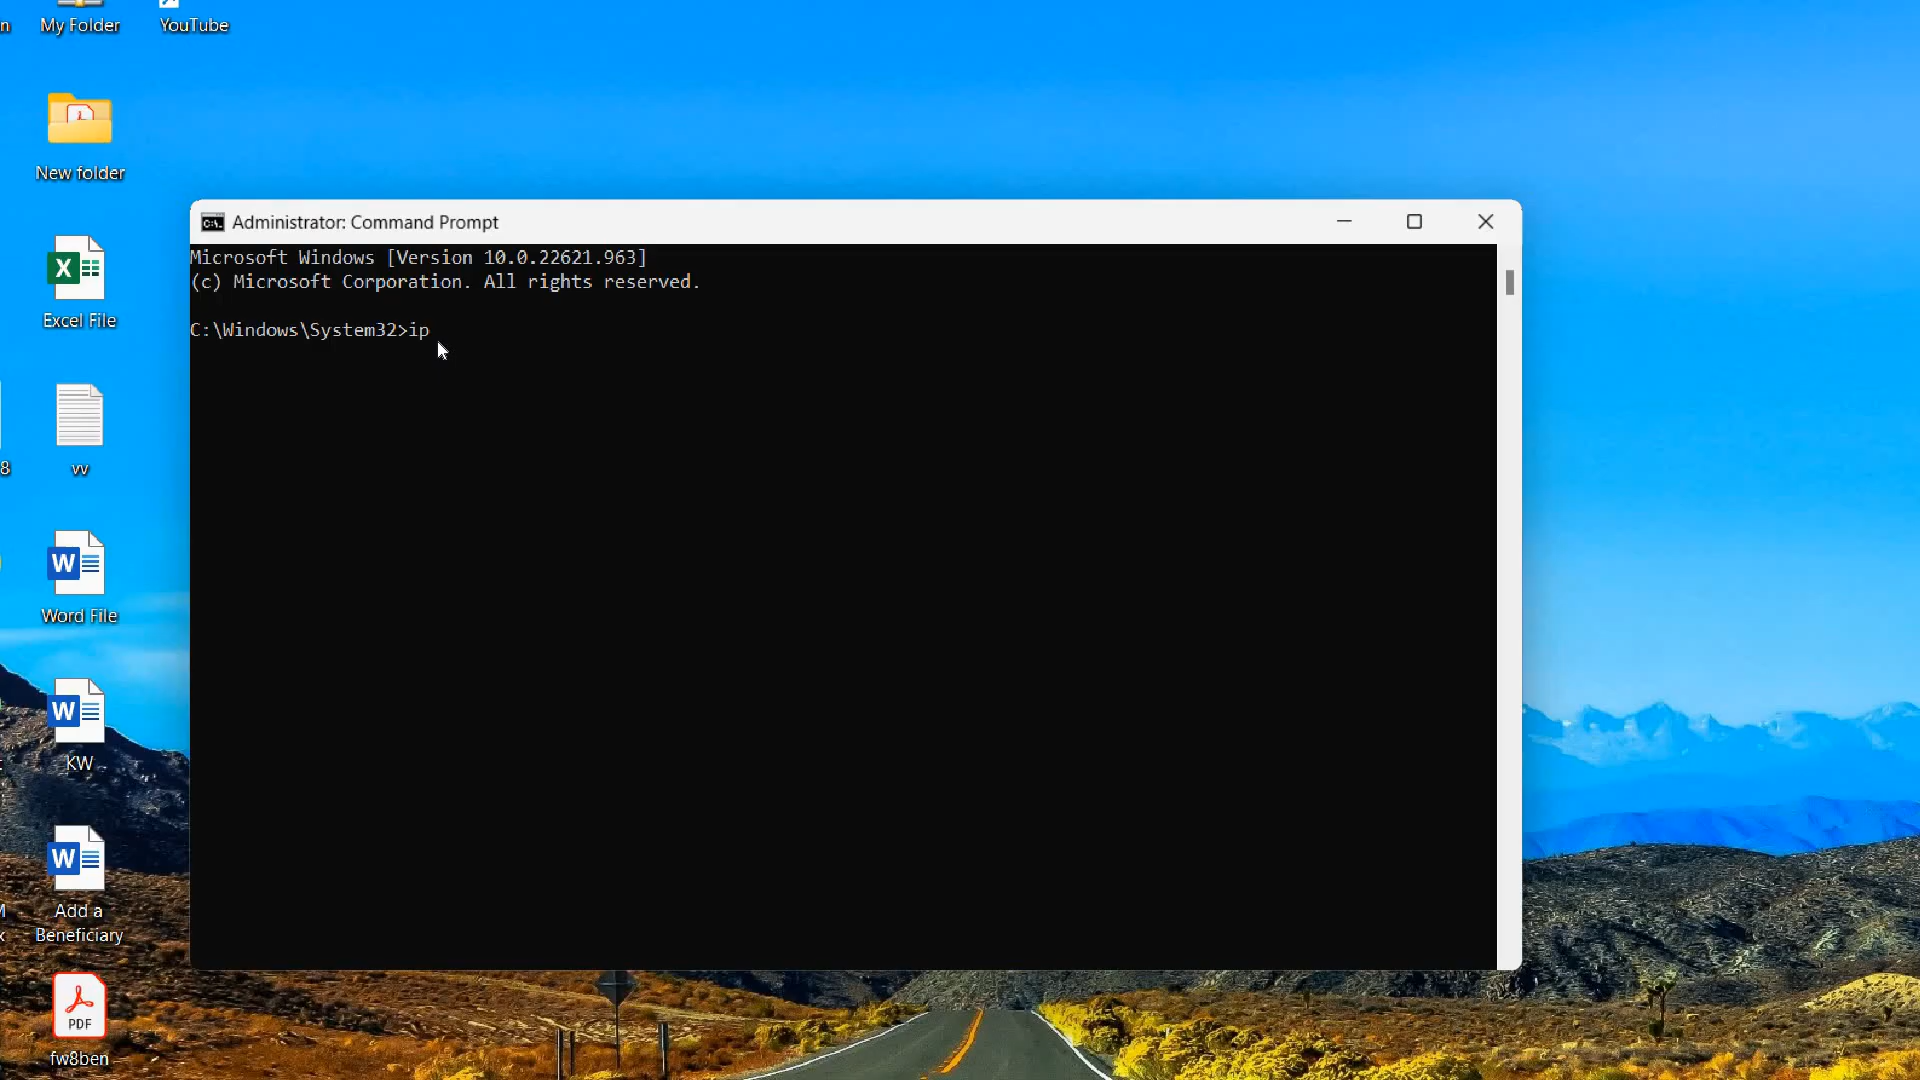 My Folder
YouTube
New folder
Excel File
vv
Word File
KW
Add a
Beneficiary
PDF
fw8ben
Administrator: Command Prompt
Microsoft Windows [Version 10.0.22621.963]
(c) Microsoft Corporation. All rights reserved.
C:\Windows\System32>ip